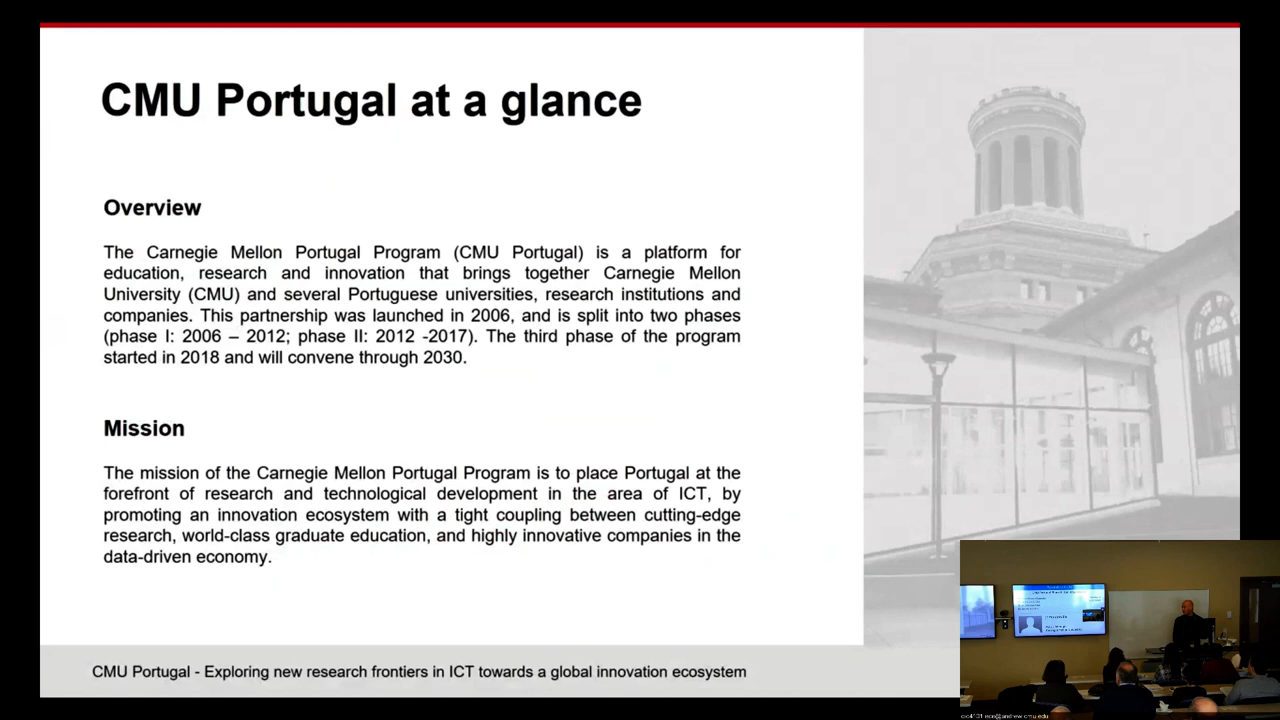 CMU Portugal at a glance
Overview
The Carnegie Mellon Portugal Program (CMU Portugal) is a platform for
education, research and innovation that brings together Carnegie Mellon
University (CMU) and several Portuguese universities, research institutions and
companies. This partnership was launched in 2006, and is split into two phases
(phase I: 2006 – 2012; phase II: 2012 -2017). The third phase of the program
started in 2018 and will convene through 2030.
Mission
The mission of the Carnegie Mellon Portugal Program is to place Portugal at the
forefront of research and technological development in the area of ICT, by
promoting an innovation ecosystem with a tight coupling between cutting-edge
research, world-class graduate education, and highly innovative companies in the
data-driven economy.
CMU Portugal - Exploring new research frontiers in ICT towards a global innovation ecosystem